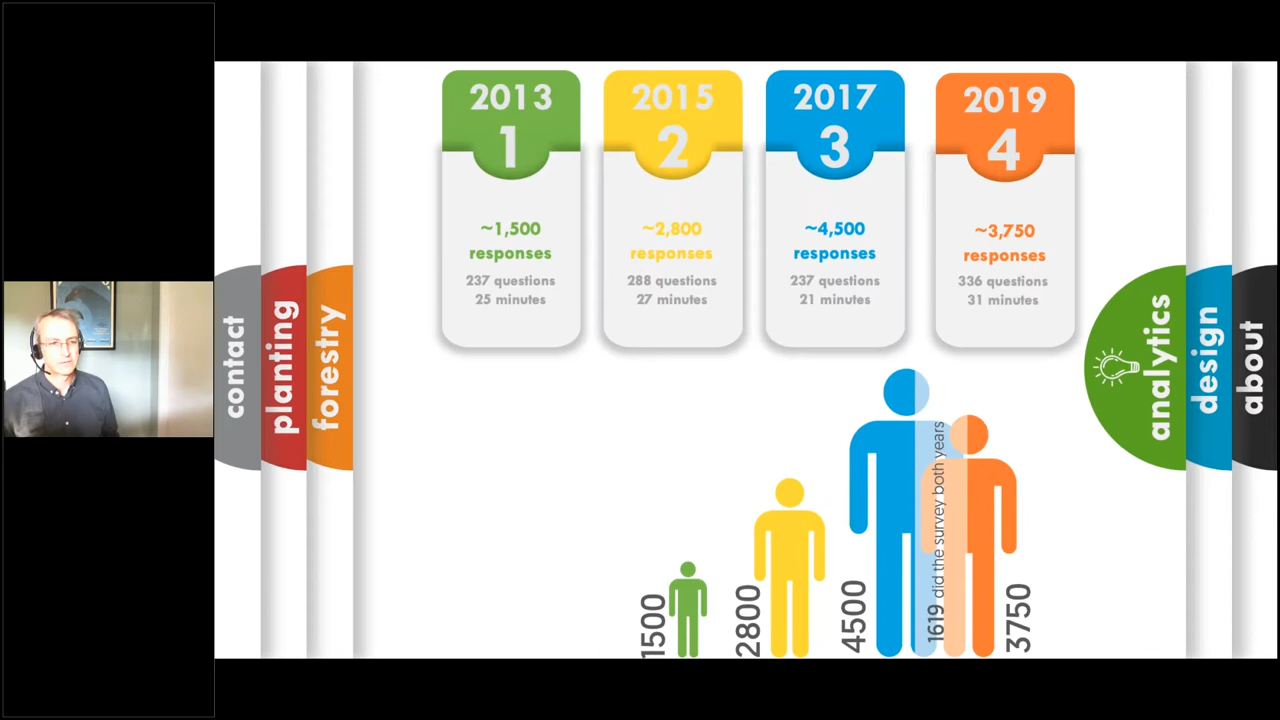 2013
1
~1,500
responses
237 questions
25 minutes
2015
2
~2,800
responses
288 questions
27 minutes
2017
3
~4,500
responses
237 questions
21 minutes
2019
4
~3,750
responses
336 questions
31 minutes
contact
planting
forestry
analytics
design
about
1500
2800
4500
1619 did the survey both years
3750